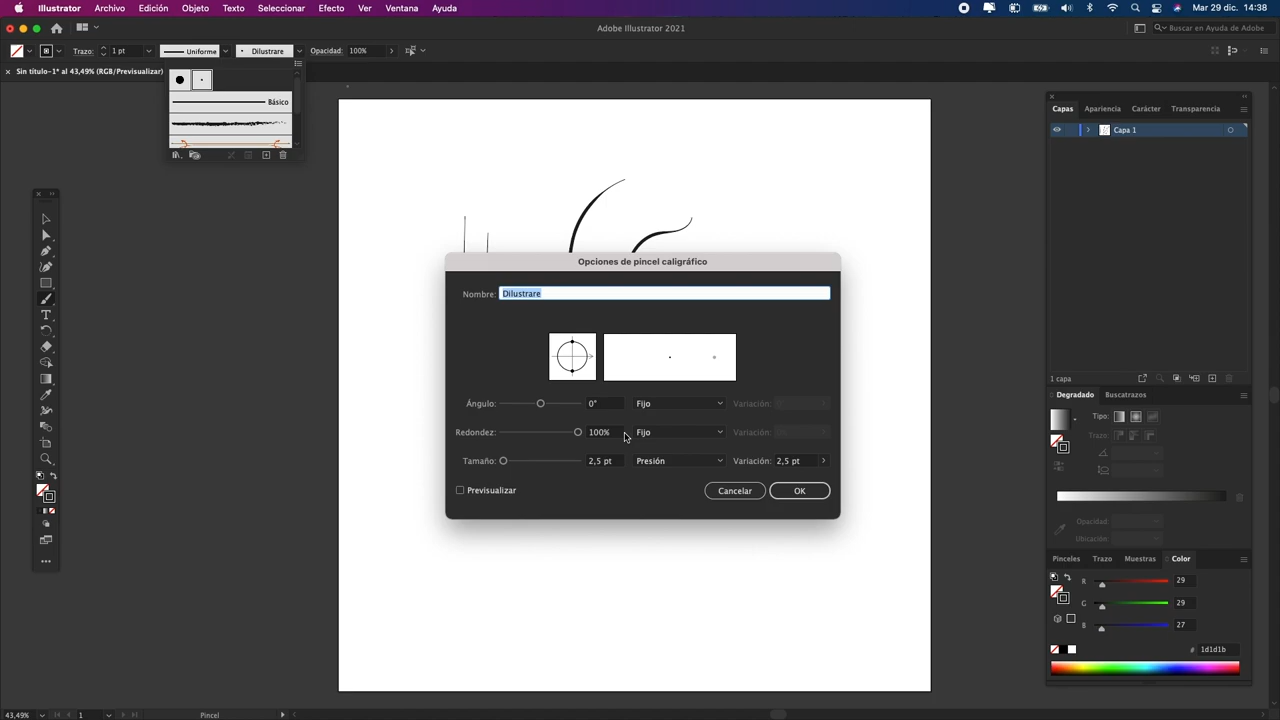 Illustrator Archivo Edición Objeto Texto Seleccionar Efecto Ver Ventana Ayuda Mar 29 dic. 14:38
Adobe Illustrator 2021 Buscar en Ayuda de Adobe
Trazo: 1 pt Uniforme Dilustrare Opacidad: 100%
Sin título-1* al 43,49% (RGB/Previsualizar)
Básico
Capas Apariencia Carácter Transparencia
Capa 1
Opciones de pincel caligráfico
Nombre: Dilustrare
Ángulo: 0° Fijo Variación:
Redondez: 100% Fijo Variación:
Tamaño: 2,5 pt Presión Variación: 2,5 pt
Previsualizar Cancelar OK
1 capa
Degradado Buscatrazos
Tipo:
Trazo:
Opacidad:
Ubicación:
Pinceles Trazo Muestras Color
R 29
G 29
B 27
# 1d1d1b
43,49% 1 Pincel